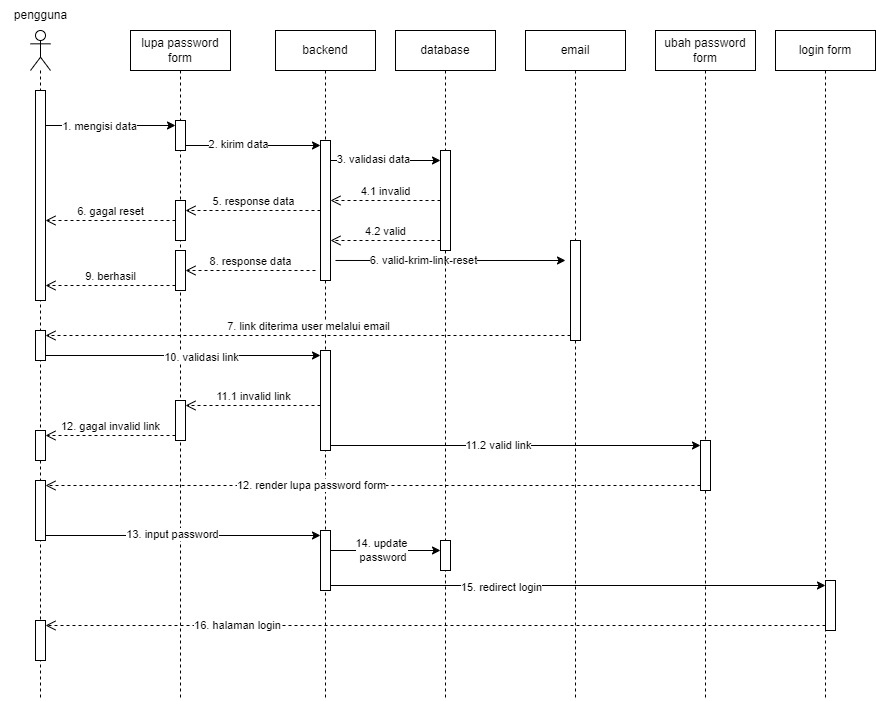 pengguna
lupa password
form
backend
database
email
ubah password
form
login form
1. mengisi data
2. kirim data
3. validasi data
4.1 invalid
5. response data
6. gagal reset
4.2 valid
6. valid-krim-link-reset
8. response data
9. berhasil
7. link diterima user melalui email
10. validasi link
11.1 invalid link
12. gagal invalid link
11.2 valid link
12. render lupa password form
13. input password
14. update
password
15. redirect login
16. halaman login